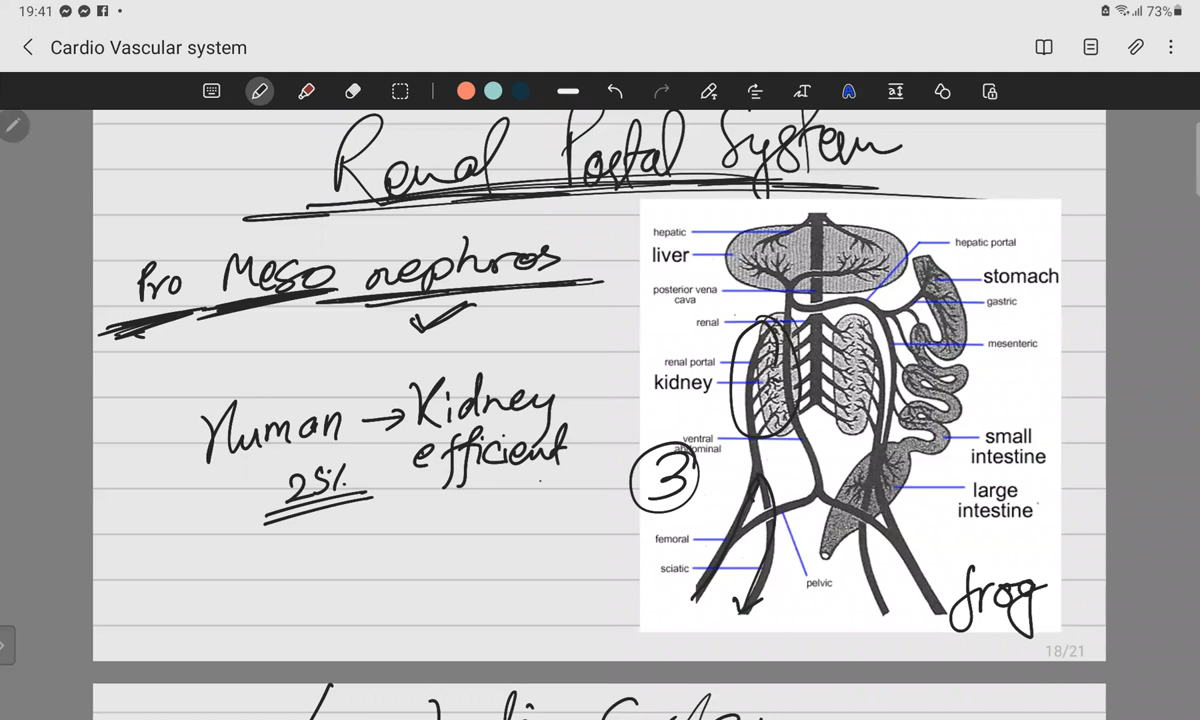 19:41
73%
Cardio Vascular system
Renal Portal System
Pro Meso nephros
Human → Kidney
efficient
25%
3
hepatic
liver
posterior vena
cava
renal
renal portal
kidney
ventral
abdominal
femoral
sciatic
pelvic
hepatic portal
stomach
gastric
mesenteric
small
intestine
large
intestine
frog
18/21